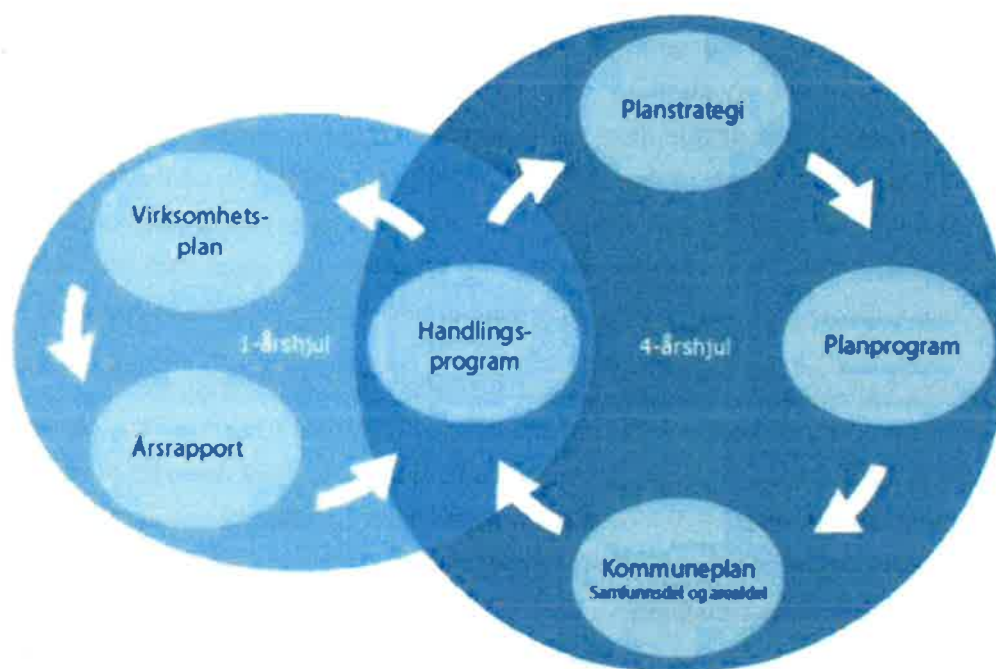 Planstrategi
Virksomhets-
plan
1-årshjul
Handlings-
program
4-årshjul
Planprogram
Årsrapport
Kommuneplan
Samfunnsdel og arealdel